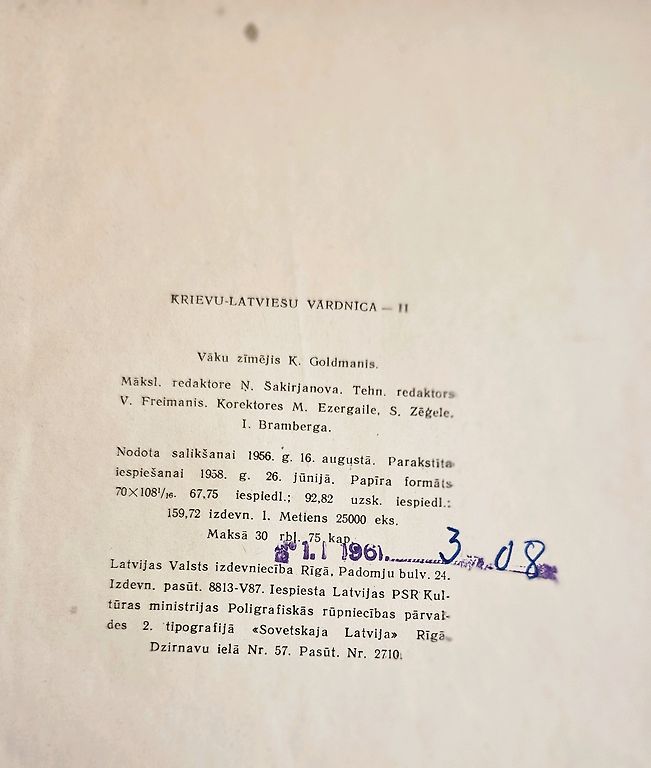 KRIEVU-LATVIESU VĀRDNĪCA — II
Vāku zīmējis K. Goldmanis.
Māksl. redaktore Ņ. Šakirjanova. Tehn. redaktors
V. Freimanis. Korektores M. Ezergaile, S. Zēģele,
I. Bramberga.
Nodota salikšanai 1956. g. 16. augustā. Parakstīta
iespiešanai 1958. g. 26. jūnijā. Papīra formāts
70×108¹/₁₆. 67,75 iespiedl.; 92,82 uzsk. iespiedl.;
159,72 izdevn. l. Metiens 25000 eks.
Maksā 30 rbļ. 75 kap.
1.I 1961. 3 08
Latvijas Valsts izdevniecība Rīgā, Padomju bulv. 24.
Izdevn. pasūt. 8813-V87. Iespiesta Latvijas PSR Kul-
tūras ministrijas Poligrafiskās rūpniecības pārval-
des 2. tipografijā «Sovetskaja Latvija» Rīgā,
Dzirnavu ielā Nr. 57. Pasūt. Nr. 2710.